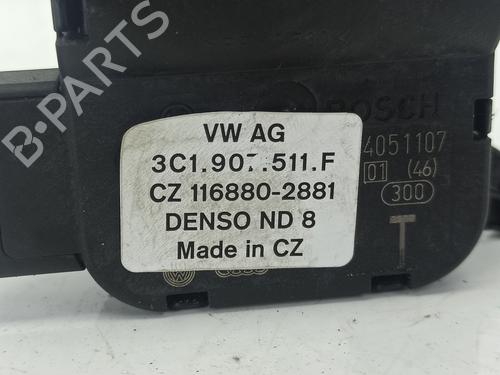 B-PARTS
BOSCH
VW AG
3C1.907.511.F
CZ 116880-2881
DENSO ND 8
Made in CZ
4051107
01 (46)
300
T